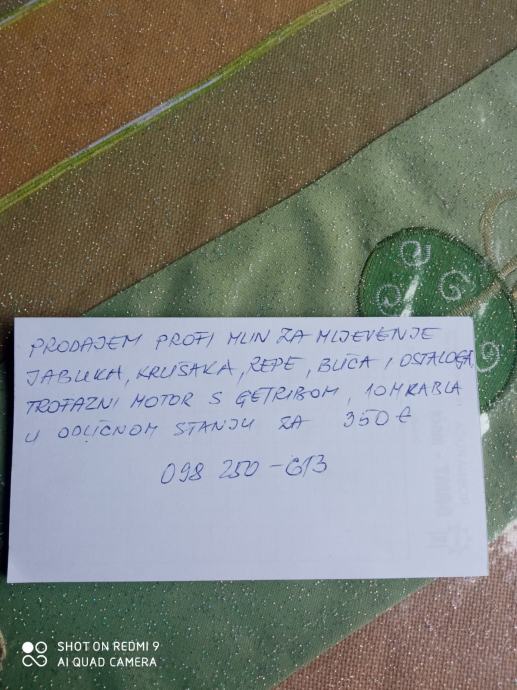 PRODAJEM PROFI MLIN ZA MLJEVENJE
JABUKA, KRUŠAKA, REPE, BUĆA I OSTALOGA,
TROFAZNI MOTOR S GETRIBOM, 10M KABLA
U ODLIČNOM STANJU ZA 350 €
098 250-613
SHOT ON REDMI 9
AI QUAD CAMERA